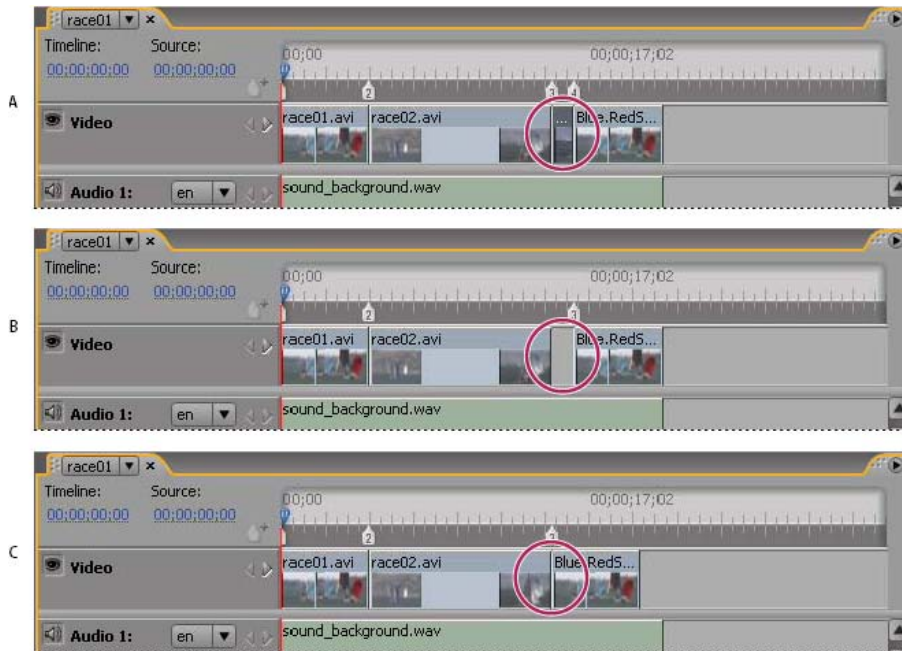 race01
Timeline: Source:
00;00;00;00 00;00;00;00
00;00 00;00;17;02
2 3 4
A
Video
race01.avi race02.avi ... Blue.RedS...
Audio 1: en sound_background.wav
race01
Timeline: Source:
00;00;00;00 00;00;00;00
00;00 00;00;17;02
2 3
B
Video
race01.avi race02.avi Blue.RedS...
Audio 1: en sound_background.wav
race01
Timeline: Source:
00;00;00;00 00;00;00;00
00;00 00;00;17;02
2 3
C
Video
race01.avi race02.avi Blue.RedS...
Audio 1: en sound_background.wav